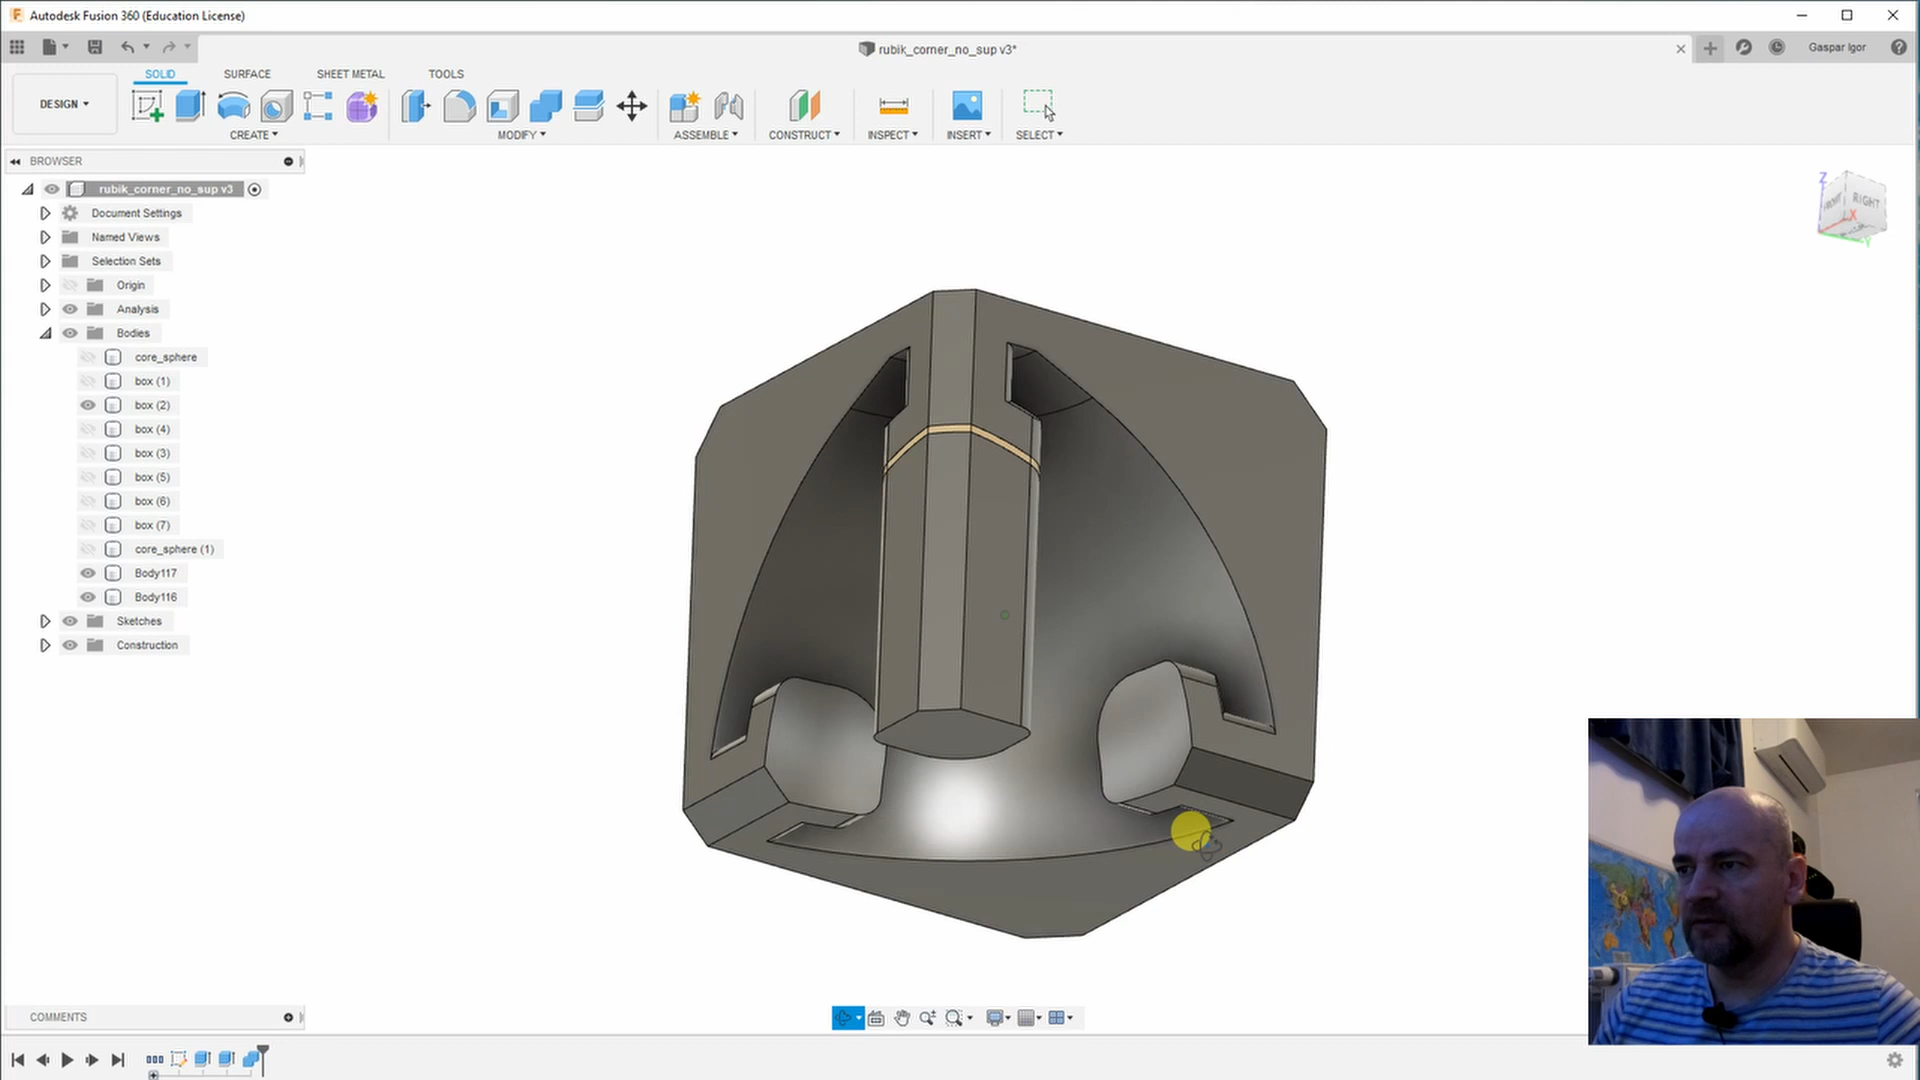 Autodesk Fusion 360 (Education License)
rubik_corner_no_sup v3*
Gaspar Igor
SOLID
SURFACE
SHEET METAL
TOOLS
DESIGN
CREATE
MODIFY
ASSEMBLE
CONSTRUCT
INSPECT
INSERT
SELECT
BROWSER
rubik_corner_no_sup v3
Document Settings
Named Views
Selection Sets
Origin
Analysis
Bodies
core_sphere
box (1)
box (2)
box (4)
box (3)
box (5)
box (6)
box (7)
core_sphere (1)
Body117
Body116
Sketches
Construction
Z
FRONT
RIGHT
X
Y
COMMENTS